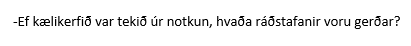 -Ef kælikerfið var tekið úr notkun, hvaða ráðstafanir voru gerðar?